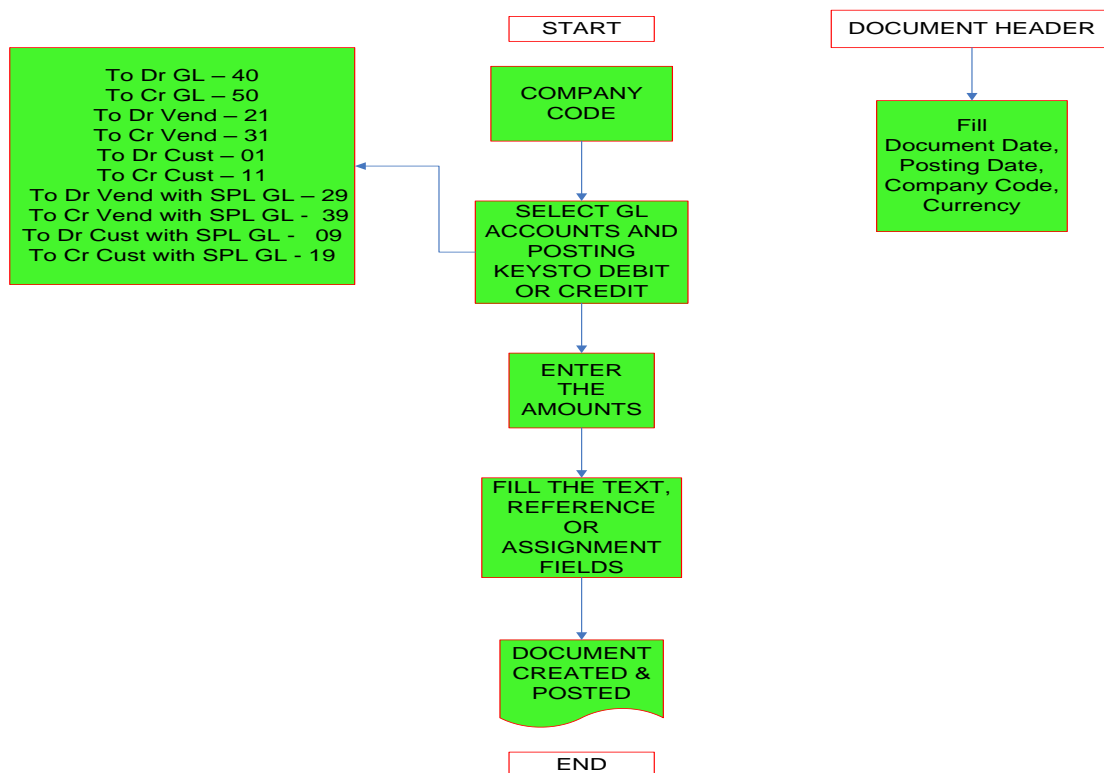 START
DOCUMENT HEADER
To Dr GL – 40
To Cr GL – 50
To Dr Vend – 21
To Cr Vend – 31
To Dr Cust – 01
To Cr Cust – 11
To Dr Vend with SPL GL – 29
To Cr Vend with SPL GL - 39
To Dr Cust with SPL GL - 09
To Cr Cust with SPL GL - 19
COMPANY
CODE
Fill
Document Date,
Posting Date,
Company Code,
Currency
SELECT GL
ACCOUNTS AND
POSTING
KEYSTO DEBIT
OR CREDIT
ENTER
THE
AMOUNTS
FILL THE TEXT,
REFERENCE
OR
ASSIGNMENT
FIELDS
DOCUMENT
CREATED &
POSTED
END